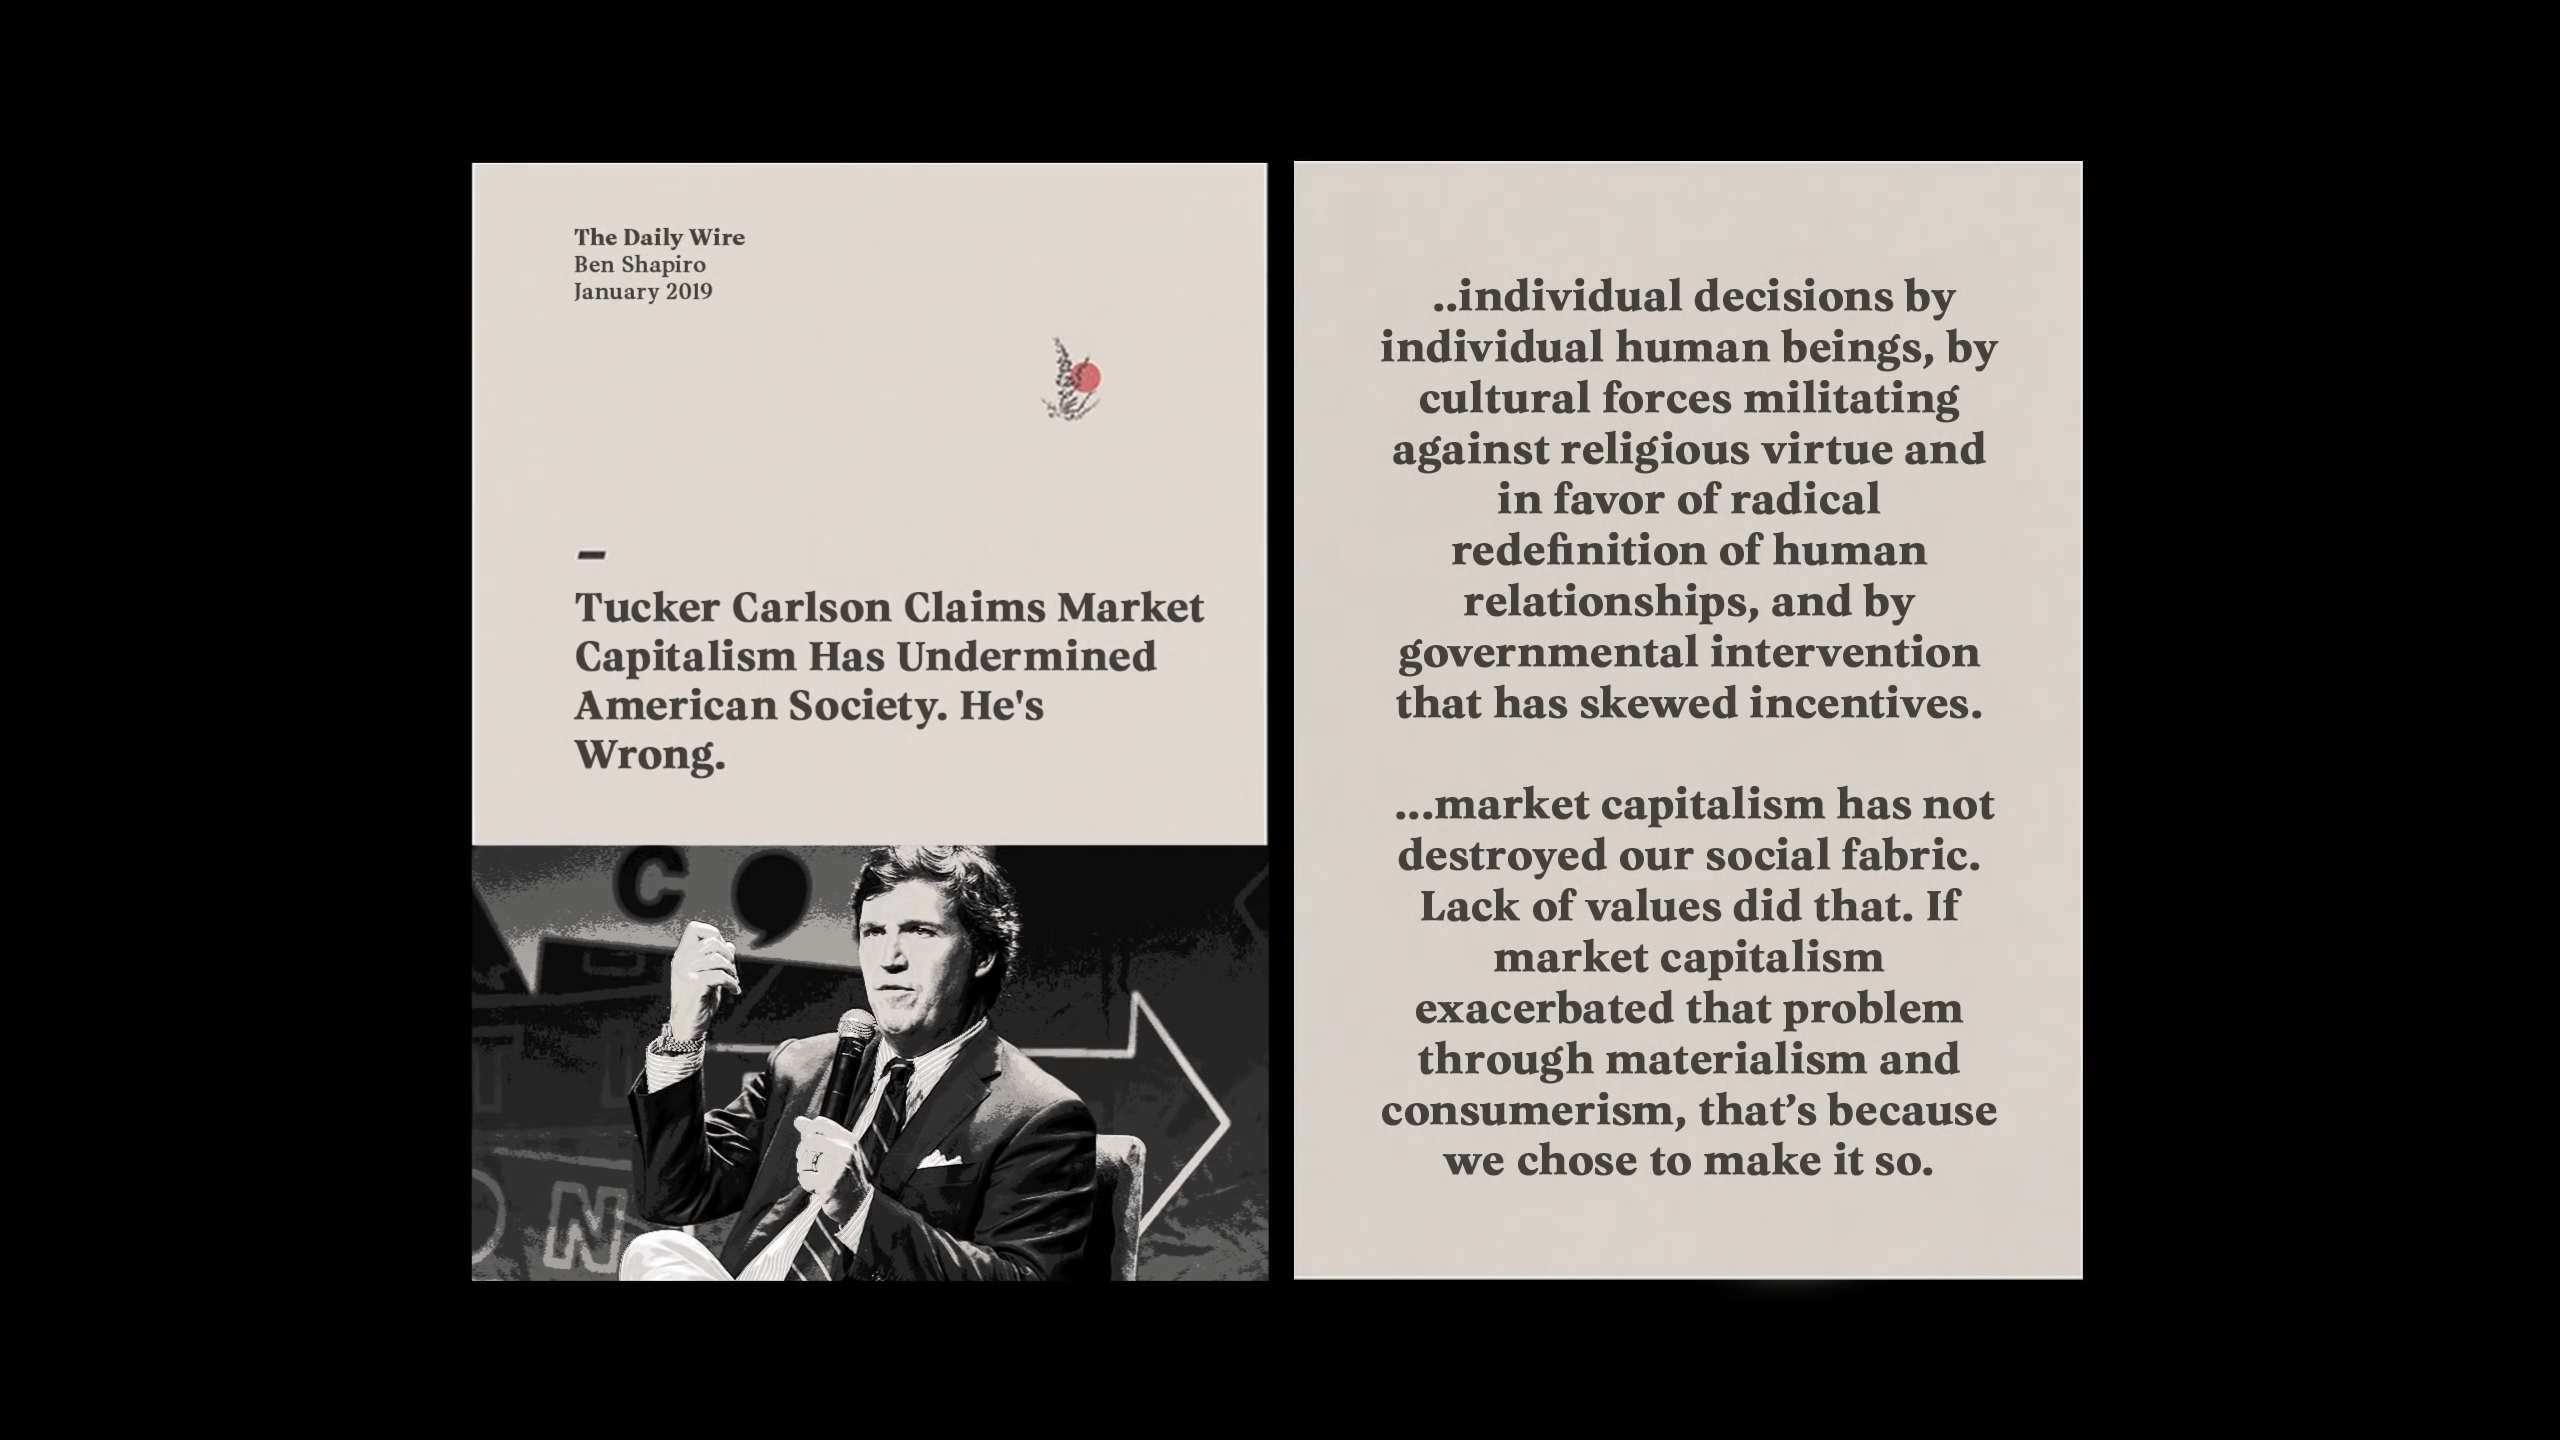 The Daily Wire
Ben Shapiro
January 2019
Tucker Carlson Claims Market
Capitalism Has Undermined
American Society. He's
Wrong.
C
N
..individual decisions by
individual human beings, by
cultural forces militating
against religious virtue and
in favor of radical
redefinition of human
relationships, and by
governmental intervention
that has skewed incentives.
...market capitalism has not
destroyed our social fabric.
Lack of values did that. If
market capitalism
exacerbated that problem
through materialism and
consumerism, that’s because
we chose to make it so.